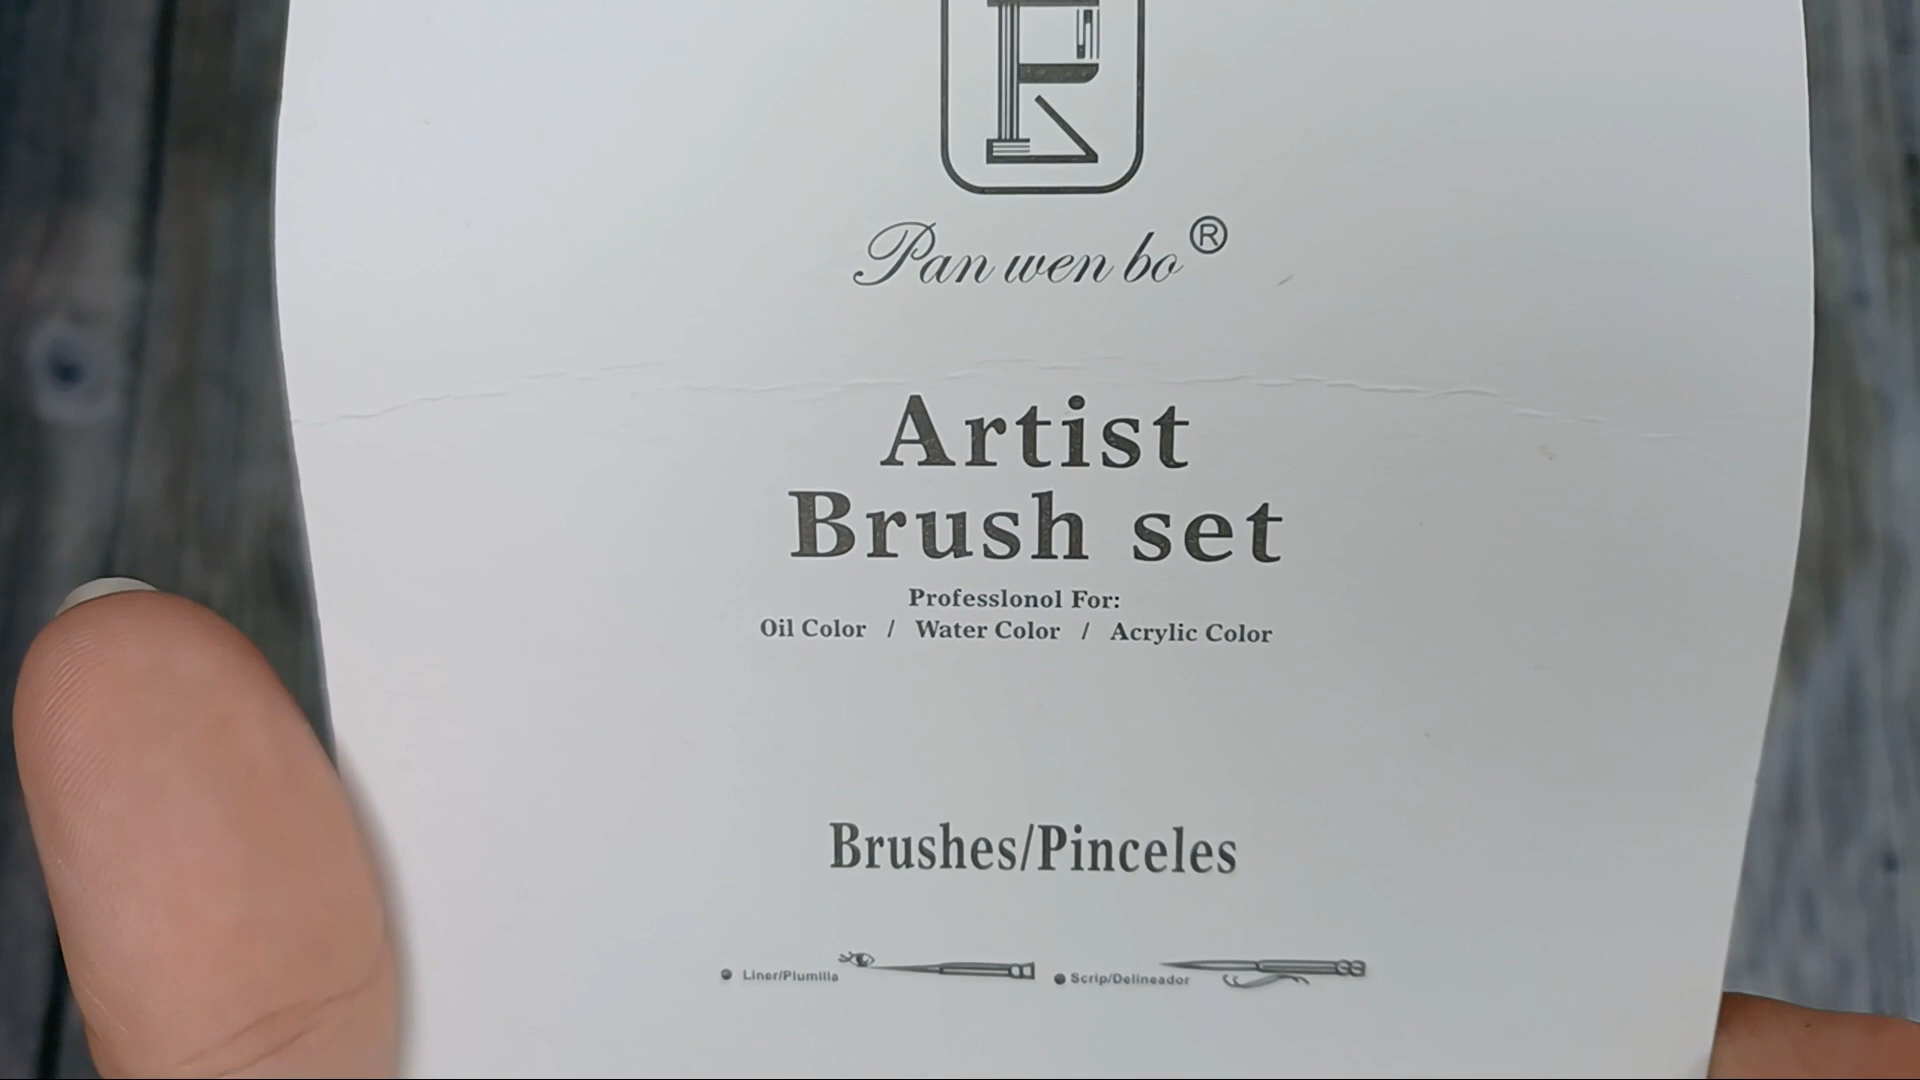 Pan wen bo®
Artist
Brush set
Professlonol For:
Oil Color / Water Color / Acrylic Color
Brushes/Pinceles
Liner/Plumilla
Scrip/Delineador